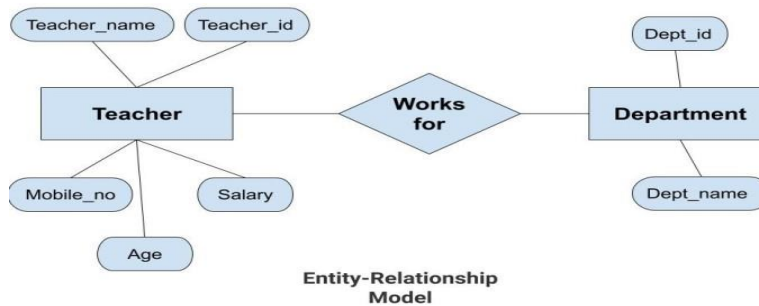 Teacher_name
Teacher_id
Dept_id
Teacher
Works
for
Department
Mobile_no
Salary
Dept_name
Age
Entity-Relationship
Model